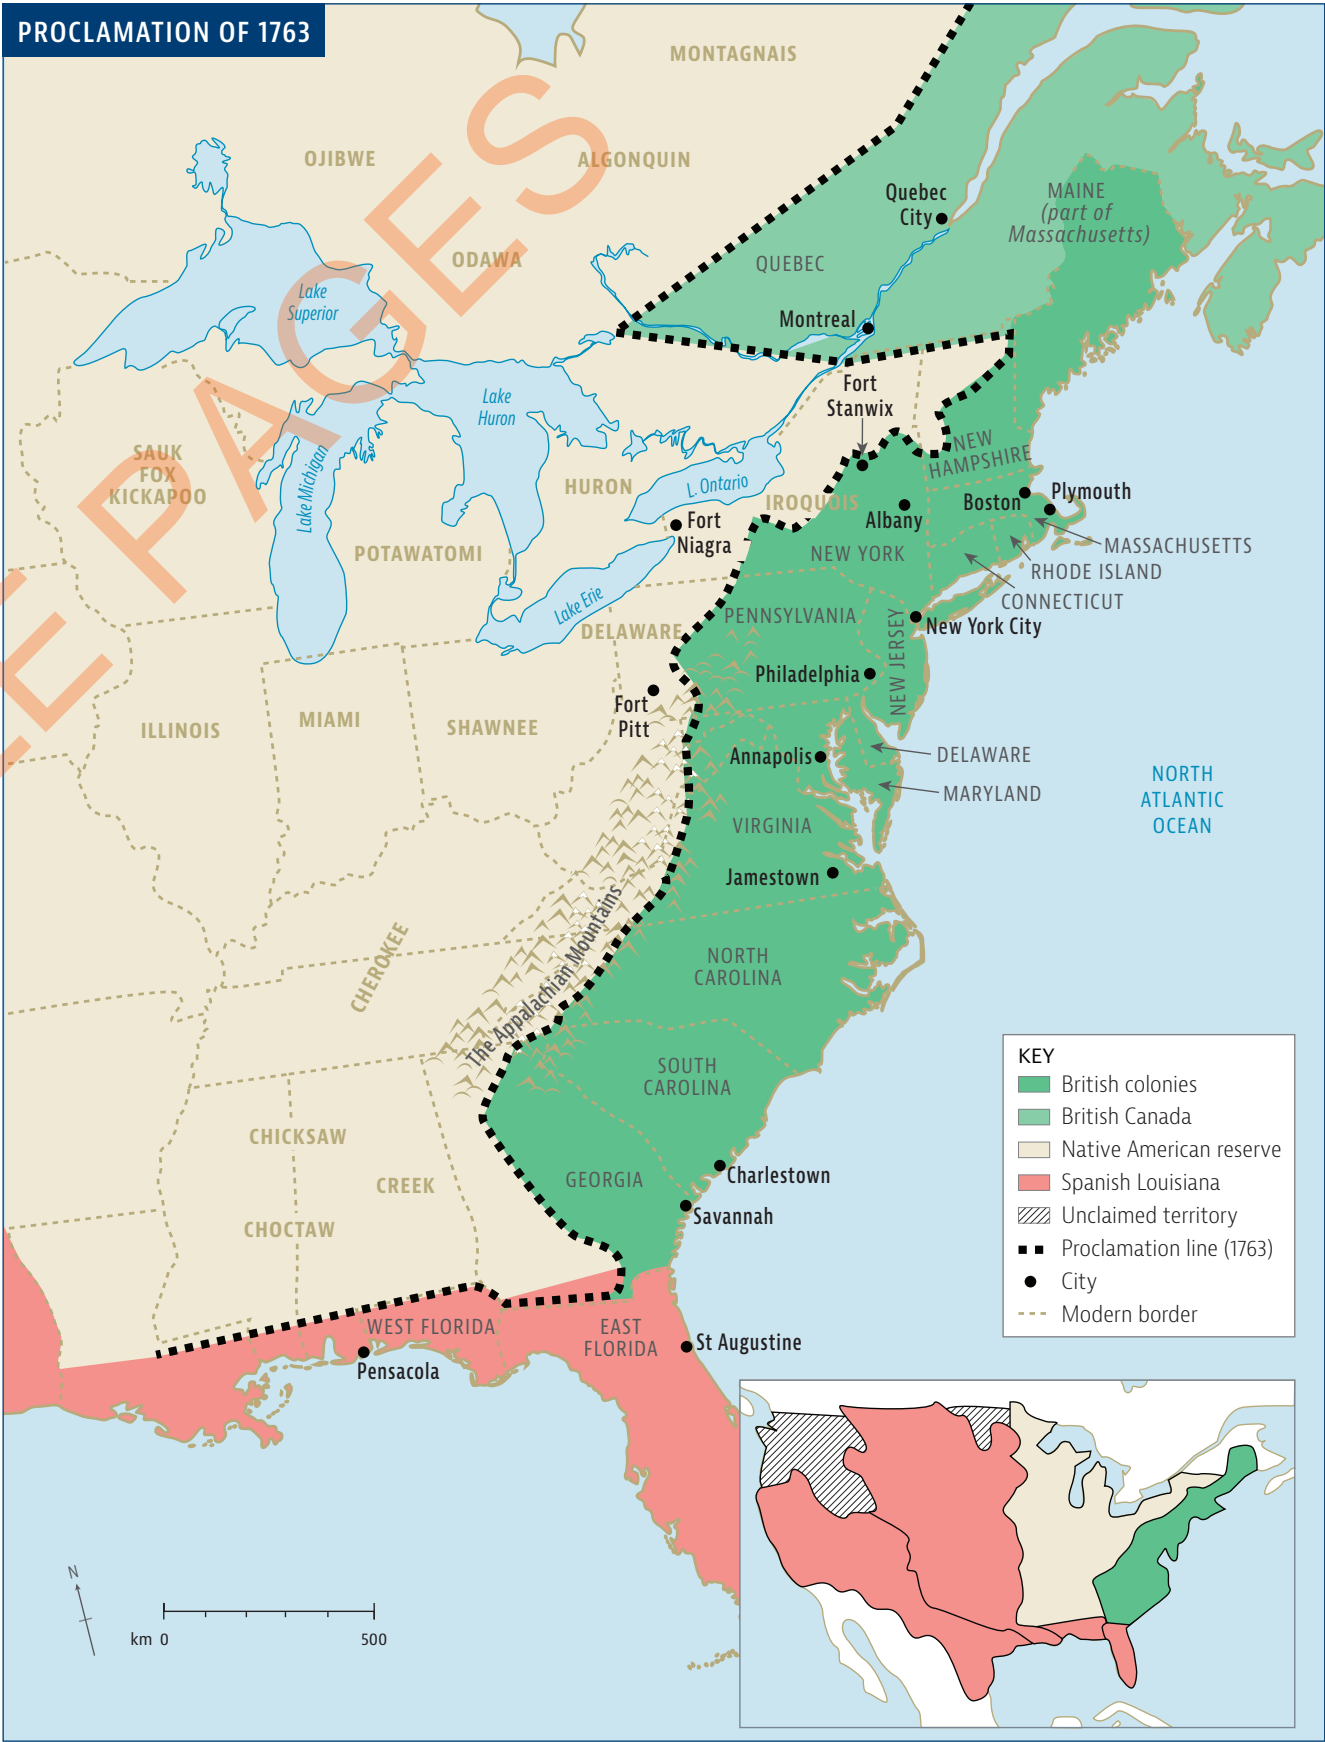 PROCLAMATION OF 1763
MONTAGNAIS
OJIBWE
ALGONQUIN
ODAWA
Quebec
City
MAINE
(part of
Massachusetts)
QUEBEC
Lake
Superior
Montreal
Fort
Stanwix
Lake
Huron
SAUK
FOX
KICKAPOO
Lake Michigan
HURON
L. Ontario
IROQUOIS
NEW
HAMPSHIRE
Boston
Plymouth
Albany
Fort
Niagra
POTAWATOMI
NEW YORK
MASSACHUSETTS
RHODE ISLAND
CONNECTICUT
Lake Erie
DELAWARE
PENNSYLVANIA
NEW JERSEY
New York City
Philadelphia
Fort
Pitt
ILLINOIS
MIAMI
SHAWNEE
Annapolis
DELAWARE
MARYLAND
NORTH
ATLANTIC
OCEAN
VIRGINIA
Jamestown
The Appalachian Mountains
CHEROKEE
NORTH
CAROLINA
SOUTH
CAROLINA
CHICKSAW
CREEK
CHOCTAW
GEORGIA
Charlestown
Savannah
WEST FLORIDA
EAST
FLORIDA
St Augustine
Pensacola
KEY
British colonies
British Canada
Native American reserve
Spanish Louisiana
Unclaimed territory
Proclamation line (1763)
City
Modern border
N
km 0 500
E PAGES